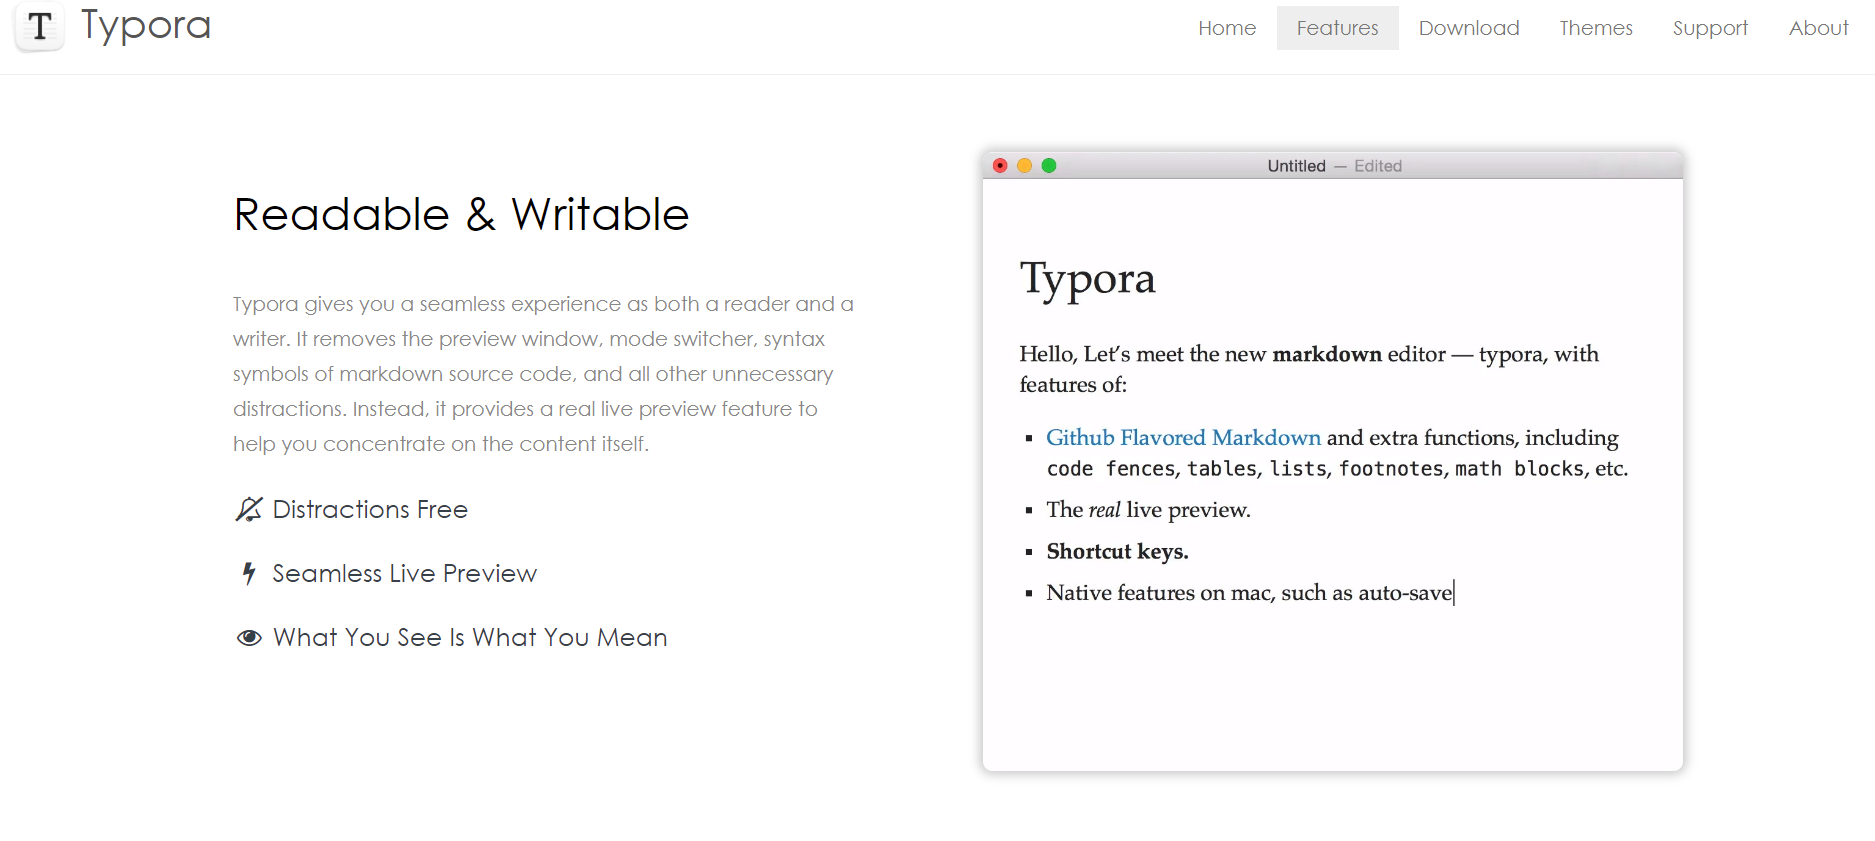 T Typora
Home Features Download Themes Support About
Readable & Writable
Typora gives you a seamless experience as both a reader and a
writer. It removes the preview window, mode switcher, syntax
symbols of markdown source code, and all other unnecessary
distractions. Instead, it provides a real live preview feature to
help you concentrate on the content itself.
Distractions Free
Seamless Live Preview
What You See Is What You Mean
Untitled — Edited
Typora
Hello, Let’s meet the new markdown editor — typora, with
features of:
Github Flavored Markdown and extra functions, including
code fences, tables, lists, footnotes, math blocks, etc.
The real live preview.
Shortcut keys.
Native features on mac, such as auto-save